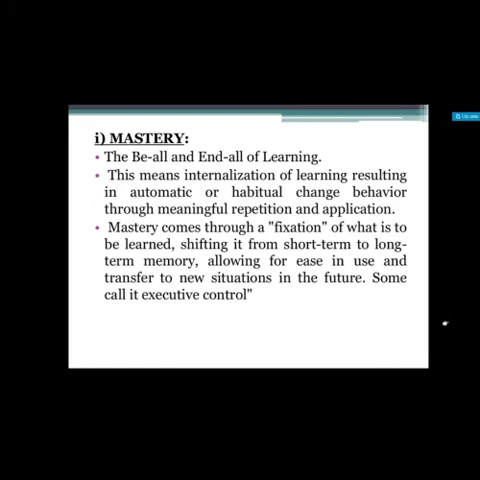 i) MASTERY:
• The Be-all and End-all of Learning.
• This means internalization of learning resulting
in automatic or habitual change behavior
through meaningful repetition and application.
• Mastery comes through a "fixation" of what is to
be learned, shifting it from short-term to long-
term memory, allowing for ease in use and
transfer to new situations in the future. Some
call it executive control"